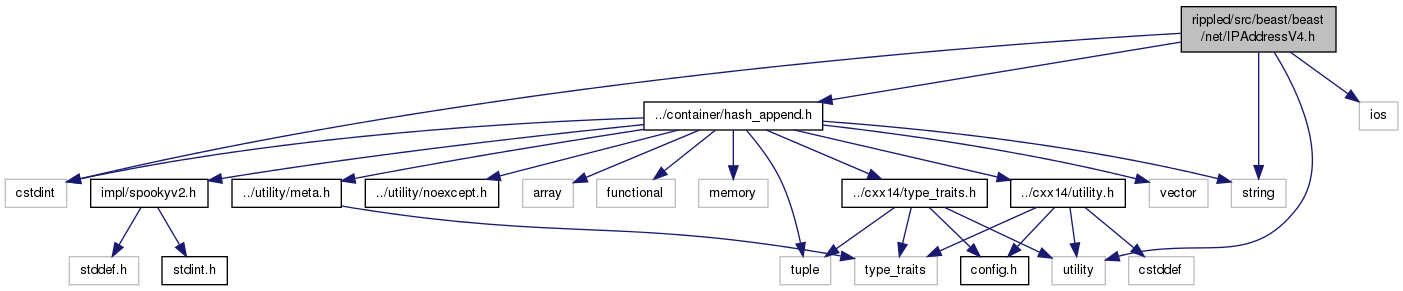 rippled/src/beast/beast
/net/IPAddressV4.h
../container/hash_append.h
ios
cstdint
impl/spookyv2.h
../utility/meta.h
../utility/noexcept.h
array
functional
memory
../cxx14/type_traits.h
../cxx14/utility.h
vector
string
stddef.h
stdint.h
tuple
type_traits
config.h
utility
cstddef